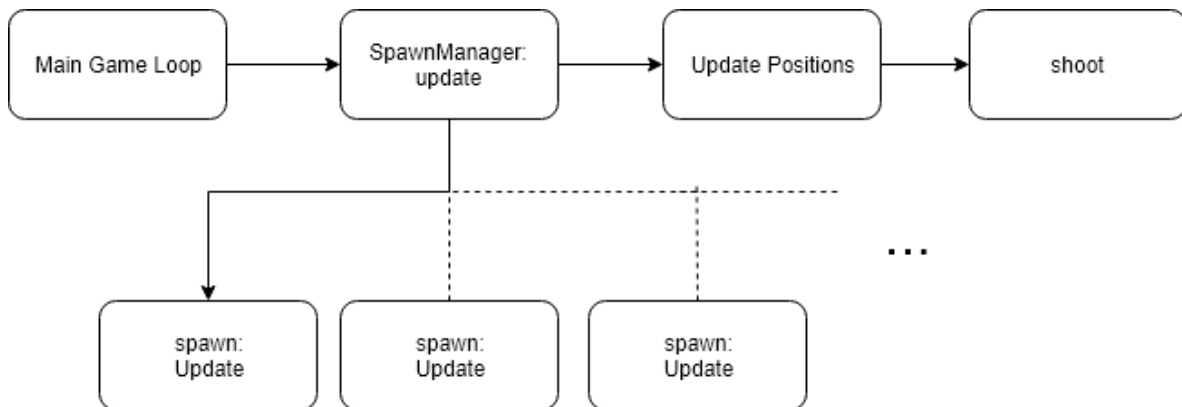 Main Game Loop
SpawnManager:
update
Update Positions
shoot
...
spawn:
Update
spawn:
Update
spawn:
Update